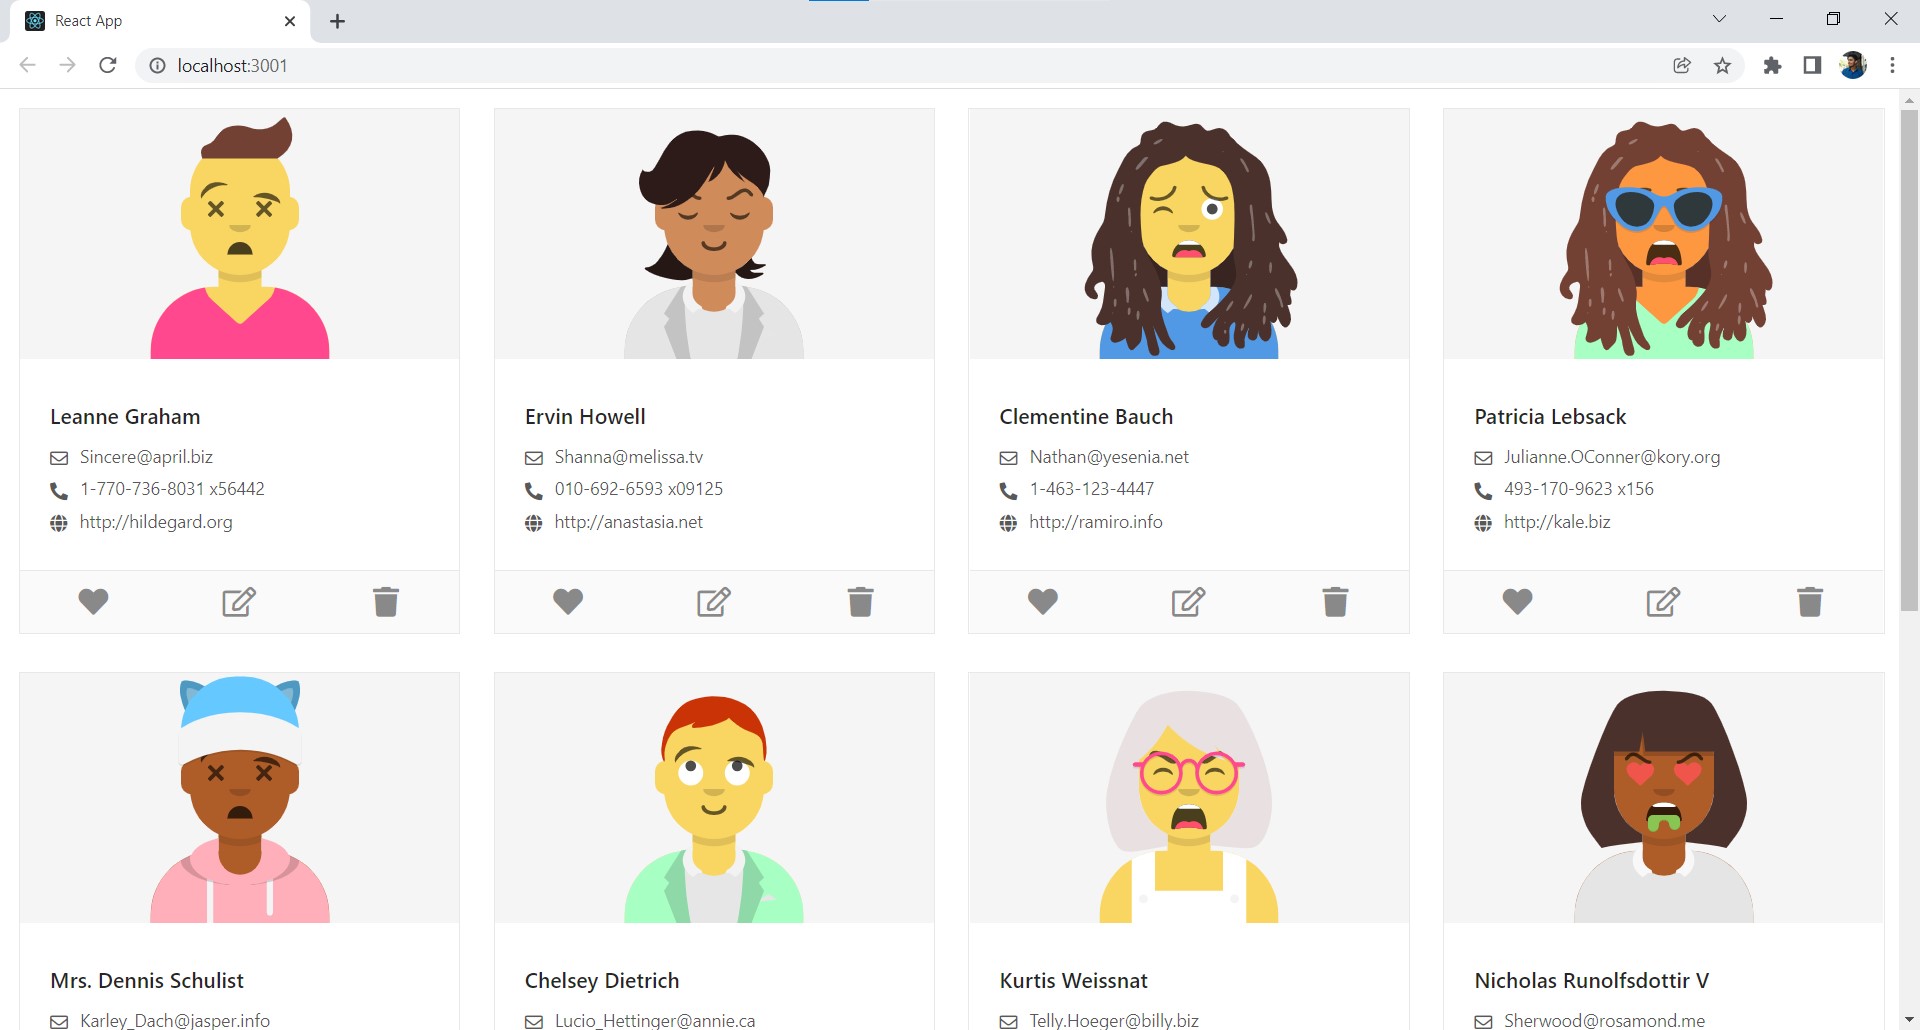 React App
localhost:3001
Leanne Graham
Sincere@april.biz
1-770-736-8031 x56442
http://hildegard.org
Ervin Howell
Shanna@melissa.tv
010-692-6593 x09125
http://anastasia.net
Clementine Bauch
Nathan@yesenia.net
1-463-123-4447
http://ramiro.info
Patricia Lebsack
Julianne.OConner@kory.org
493-170-9623 x156
http://kale.biz
Mrs. Dennis Schulist
Karley_Dach@jasper.info
Chelsey Dietrich
Lucio_Hettinger@annie.ca
Kurtis Weissnat
Telly.Hoeger@billy.biz
Nicholas Runolfsdottir V
Sherwood@rosamond.me